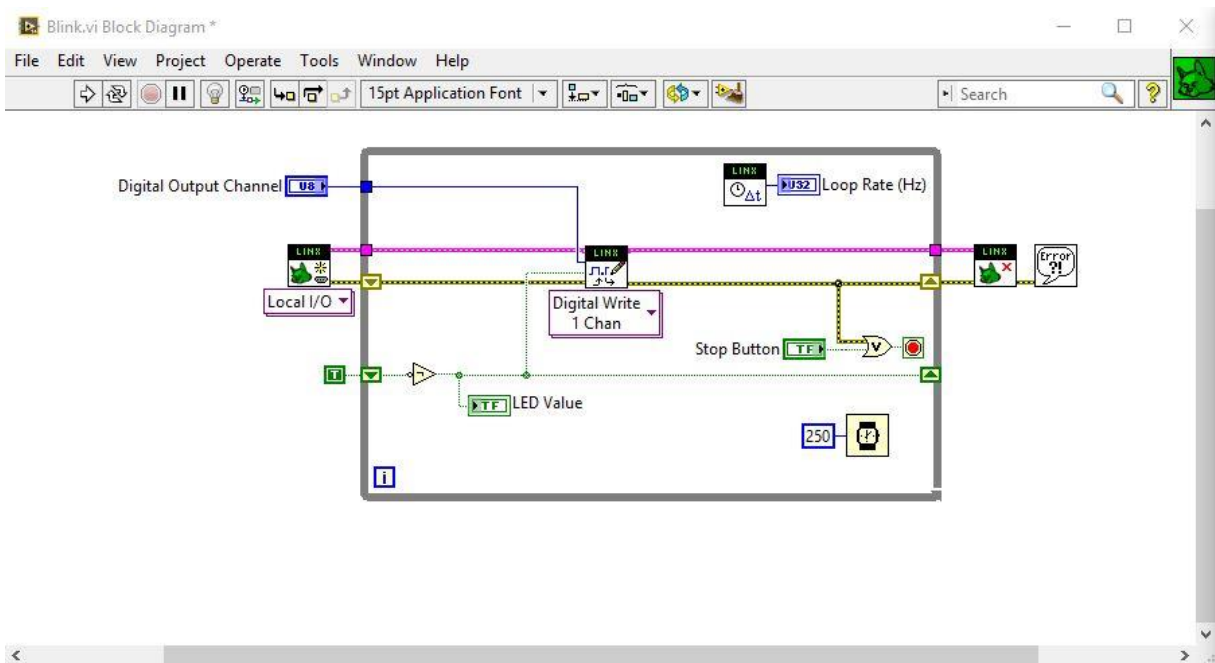 Blink.vi Block Diagram *
File Edit View Project Operate Tools Window Help
15pt Application Font
Search
Digital Output Channel U8
LINX
U32 Loop Rate (Hz)
LINX
Local I/O
LINX
Digital Write
1 Chan
LINX
Error
?!
Stop Button TF
T
TF LED Value
250
i